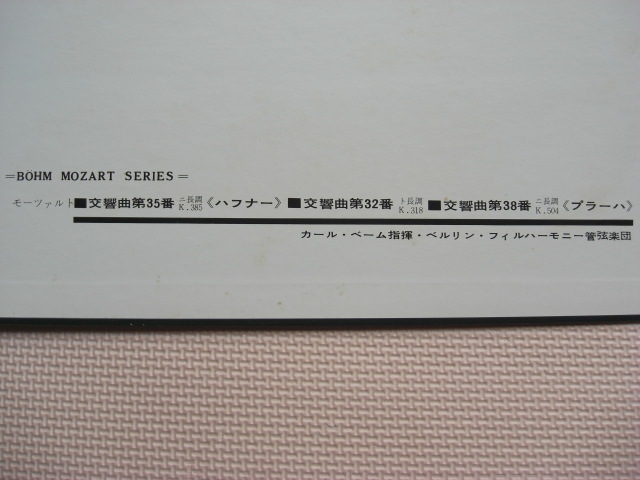 =BÖHM MOZART SERIES=
モーツァルト■交響曲第35番 ニ長調 K.385《ハフナー》■交響曲第32番 ト長調 K.318■交響曲第38番 ニ長調 K.504《プラーハ》
カール・ベーム指揮・ベルリン・フィルハーモニー管弦楽団